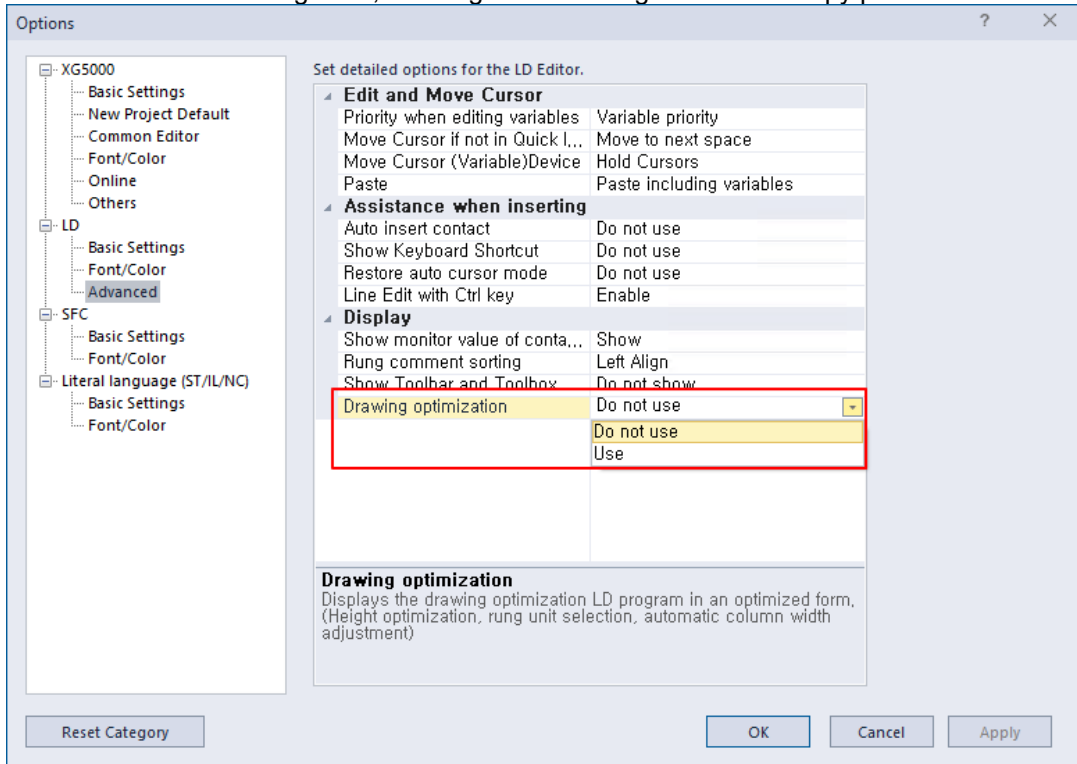 Options
?
XG5000
Basic Settings
New Project Default
Common Editor
Font/Color
Online
Others
LD
Basic Settings
Font/Color
Advanced
SFC
Basic Settings
Font/Color
Literal language (ST/IL/NC)
Basic Settings
Font/Color
Set detailed options for the LD Editor.
Edit and Move Cursor
Priority when editing variables Variable priority
Move Cursor if not in Quick I... Move to next space
Move Cursor (Variable)Device Hold Cursors
Paste Paste including variables
Assistance when inserting
Auto insert contact Do not use
Show Keyboard Shortcut Do not use
Restore auto cursor mode Do not use
Line Edit with Ctrl key Enable
Display
Show monitor value of conta... Show
Rung comment sorting Left Align
Show Toolbar and Toolbox Do not show
Drawing optimization Do not use
Do not use
Use
Drawing optimization
Displays the drawing optimization LD program in an optimized form,
(Height optimization, rung unit selection, automatic column width
adjustment)
Reset Category
OK
Cancel
Apply